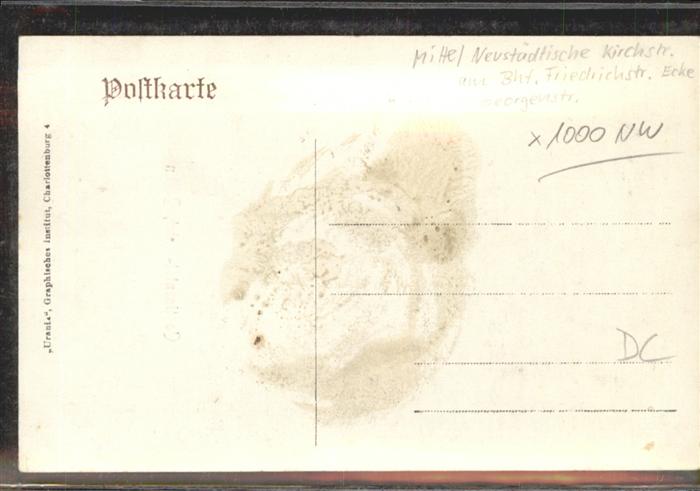 Mittel Neustädtische Kirchstr.
am Bhf. Friedrichstr. Ecke
Georgenstr.
Postkarte
x 1000 NW
„Urania“, Graphisches Institut, Charlottenburg 4
DC